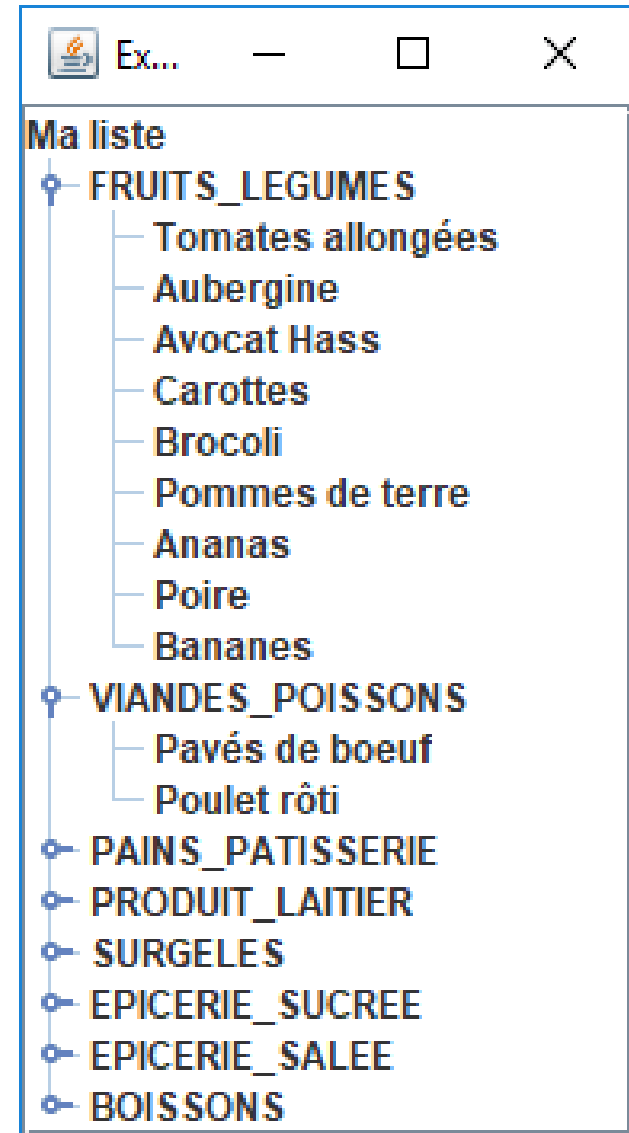 Ex...
Ma liste
FRUITS_LEGUMES
Tomates allongées
Aubergine
Avocat Hass
Carottes
Brocoli
Pommes de terre
Ananas
Poire
Bananes
VIANDES_POISSONS
Pavés de boeuf
Poulet rôti
PAINS_PATISSERIE
PRODUIT_LAITIER
SURGELES
EPICERIE_SUCREE
EPICERIE_SALEE
BOISSONS